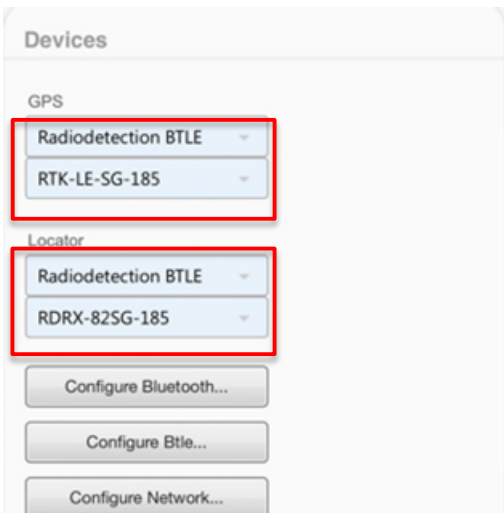 Devices
GPS
Radiodetection BTLE
RTK-LE-SG-185
Locator
Radiodetection BTLE
RDRX-82SG-185
Configure Bluetooth...
Configure Btle...
Configure Network...